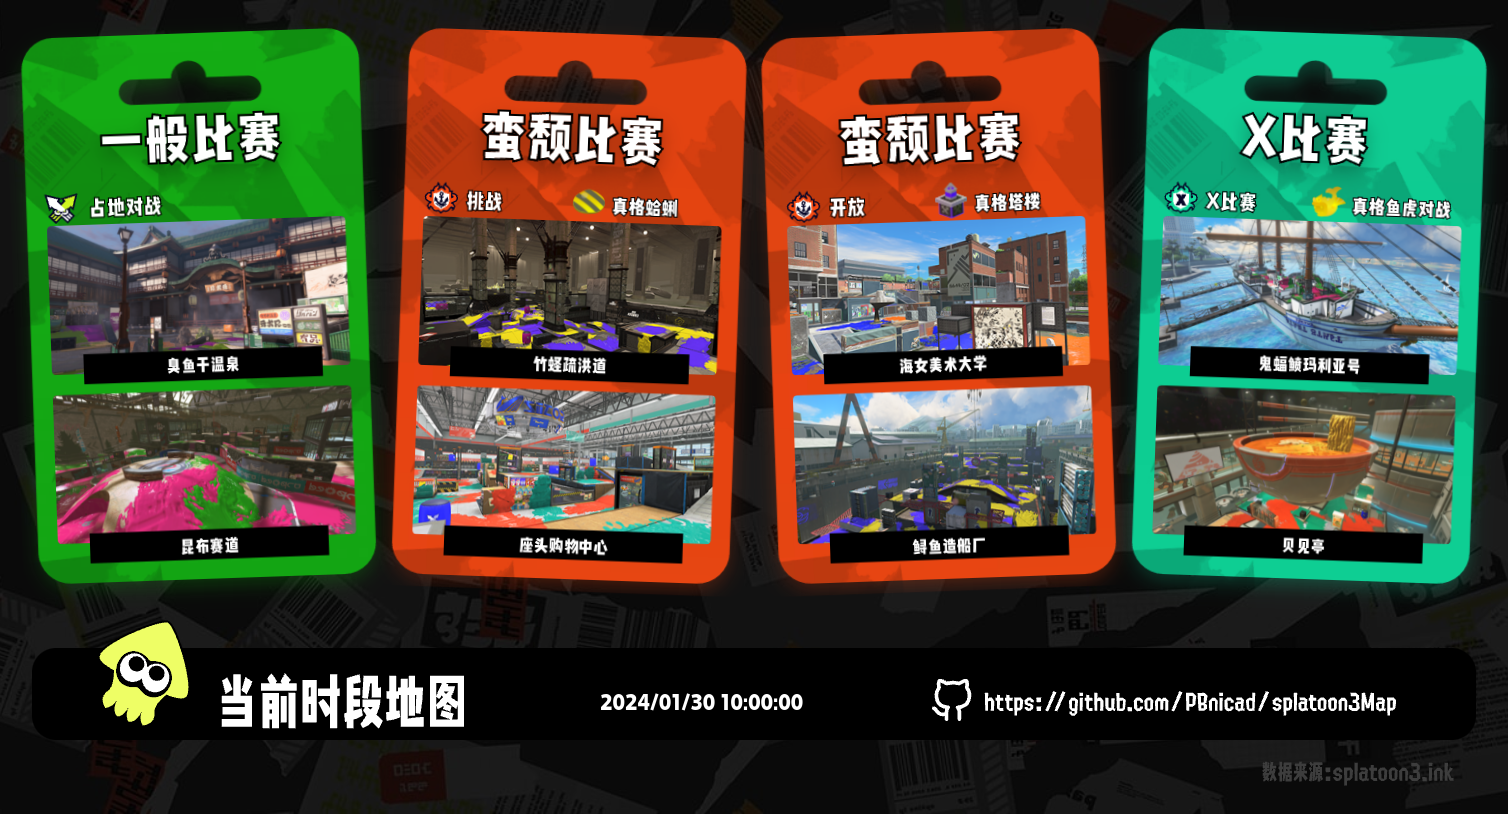 一般比赛
占地对战
臭鱼干温泉
昆布赛道
蛮颓比赛
挑战
真格蛤蜊
竹蛏疏洪道
座头购物中心
蛮颓比赛
开放
真格塔楼
海女美术大学
鲟鱼造船厂
X比赛
X比赛
真格鱼虎对战
鬼蝠鲼玛利亚号
贝见亭
当前时段地图
2024/01/30 10:00:00
https://github.com/PBnicad/splatoon3Map
数据来源:splatoon3.ink